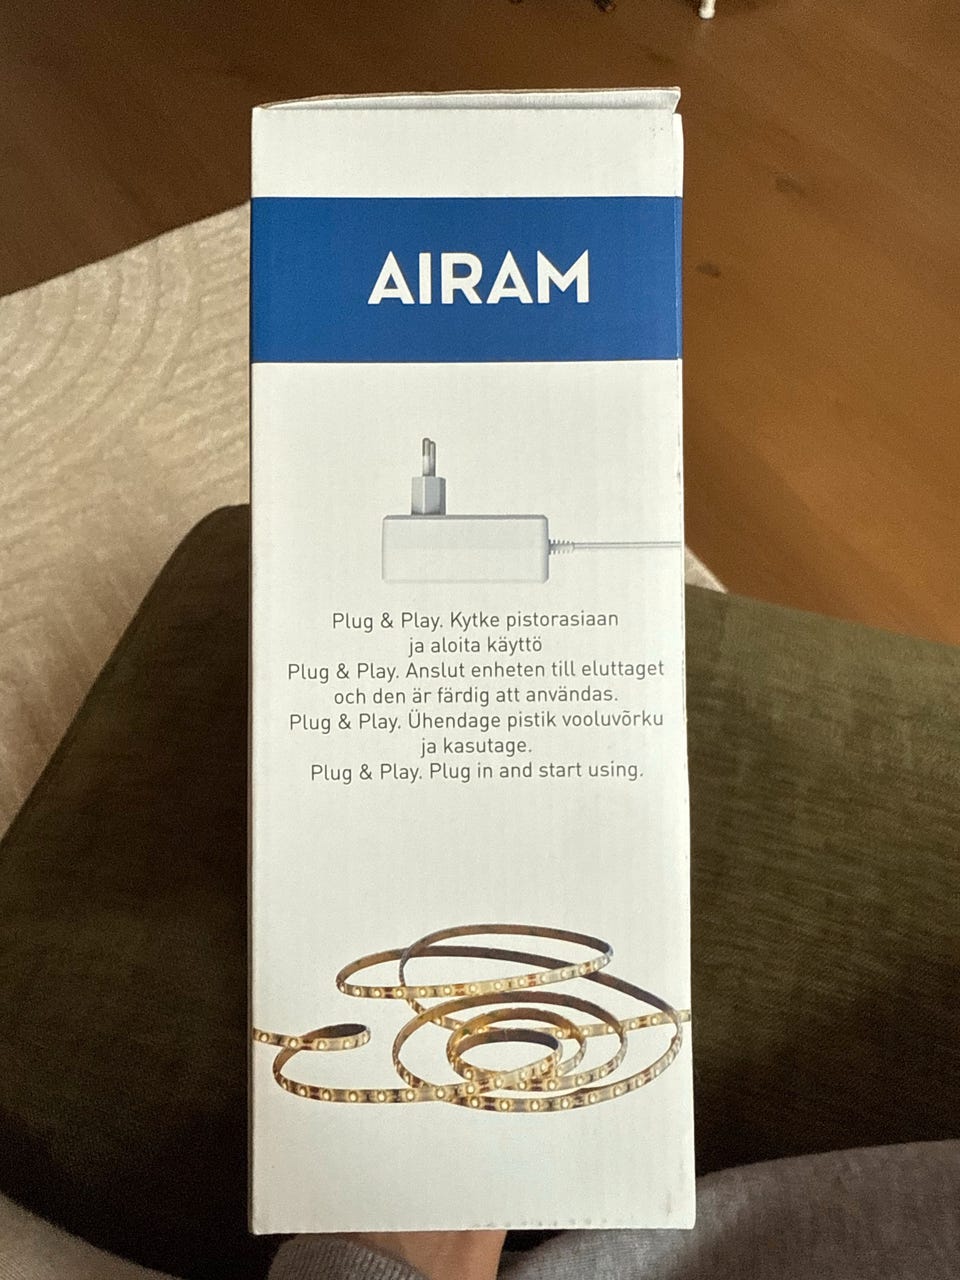 AIRAM
Plug & Play. Kytke pistorasiaan
ja aloita käyttö
Plug & Play. Anslut enheten till eluttaget
och den är färdig att användas.
Plug & Play. Ühendage pistik vooluvõrku
ja kasutage.
Plug & Play. Plug in and start using.